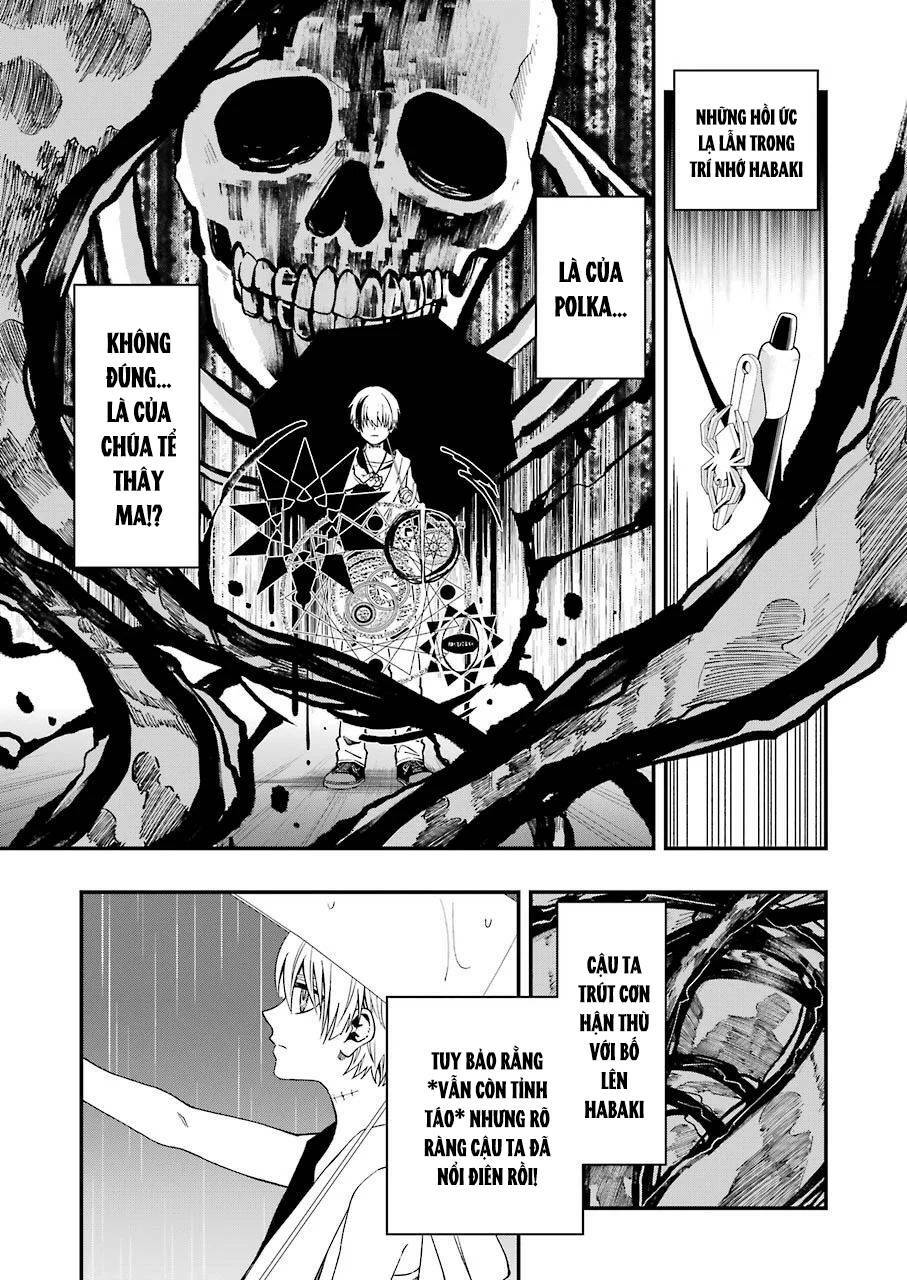 NHỮNG HỒI ỨC
LẠ LẪN TRONG
TRÍ NHỚ HABAKI
LÀ CỦA
POLKA...
KHÔNG
ĐÚNG...
LÀ CỦA
CHÚA TỂ
THÂY
MA!?
CẬU TA
TRÚT CƠN
HẬN THÙ
VỚI BỐ
LÊN
HABAKI
TUY BẢO RẰNG
*VẪN CÒN TỈNH
TÁO* NHƯNG RÕ
RÀNG CẬU TA ĐÃ
NỔI ĐIÊN RỒI!